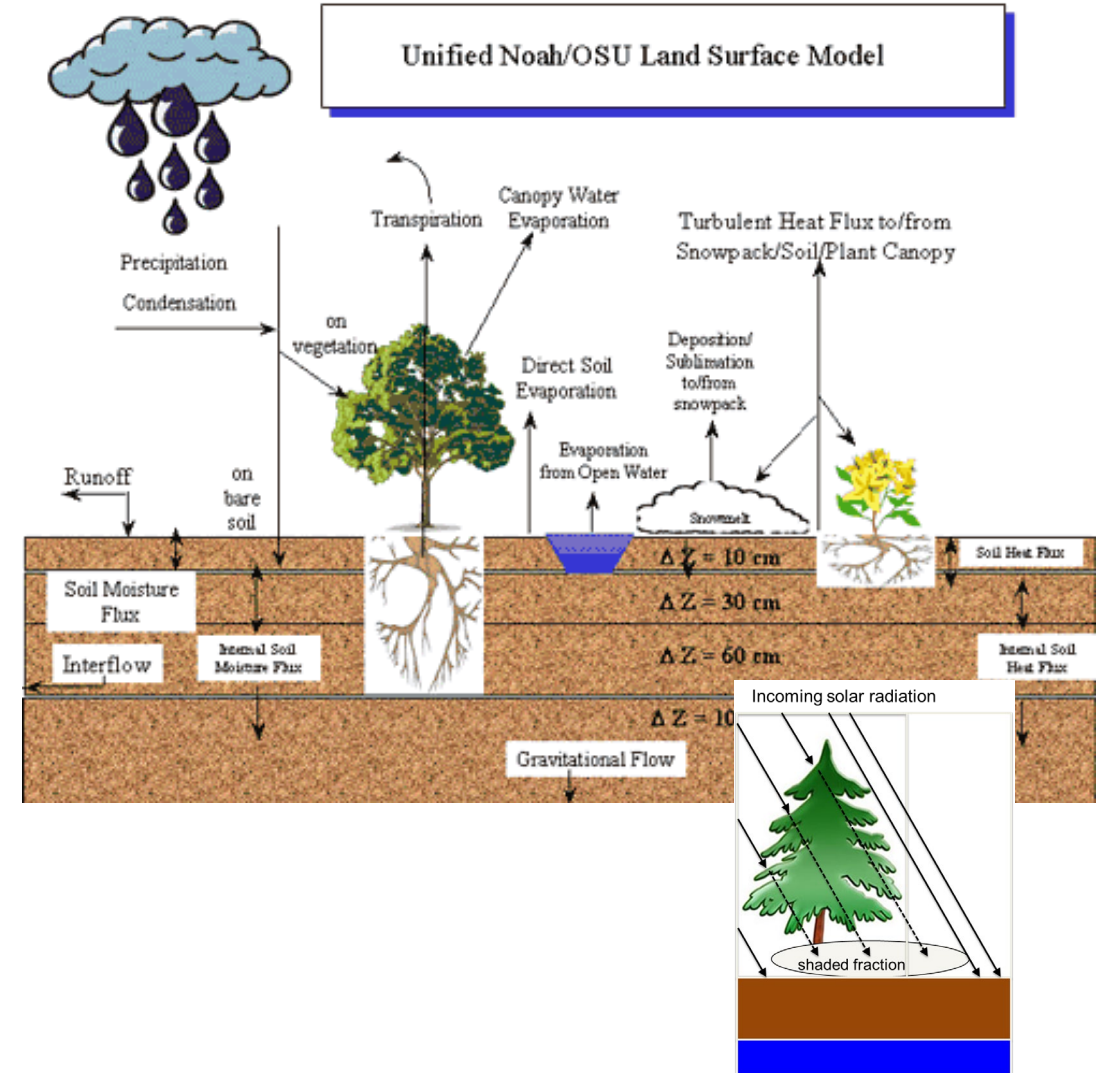 Unified Noah/OSU Land Surface Model
Transpiration
Canopy Water
Evaporation
Turbulent Heat Flux to/from
Snowpack/Soil/Plant Canopy
Precipitation
Condensation
on
vegetation
Deposition/
Sublimation
to/from
snowpack
Direct Soil
Evaporation
Evaporation
from Open Water
Runoff
on
bare
soil
Snowmelt
Δ Z = 10 cm
Soil Heat Flux
Soil Moisture
Flux
Δ Z = 30 cm
Interflow
Internal Soil
Moisture Flux
Δ Z = 60 cm
Internal Soil
Heat Flux
Δ Z = 10
Gravitational Flow
Incoming solar radiation
shaded fraction